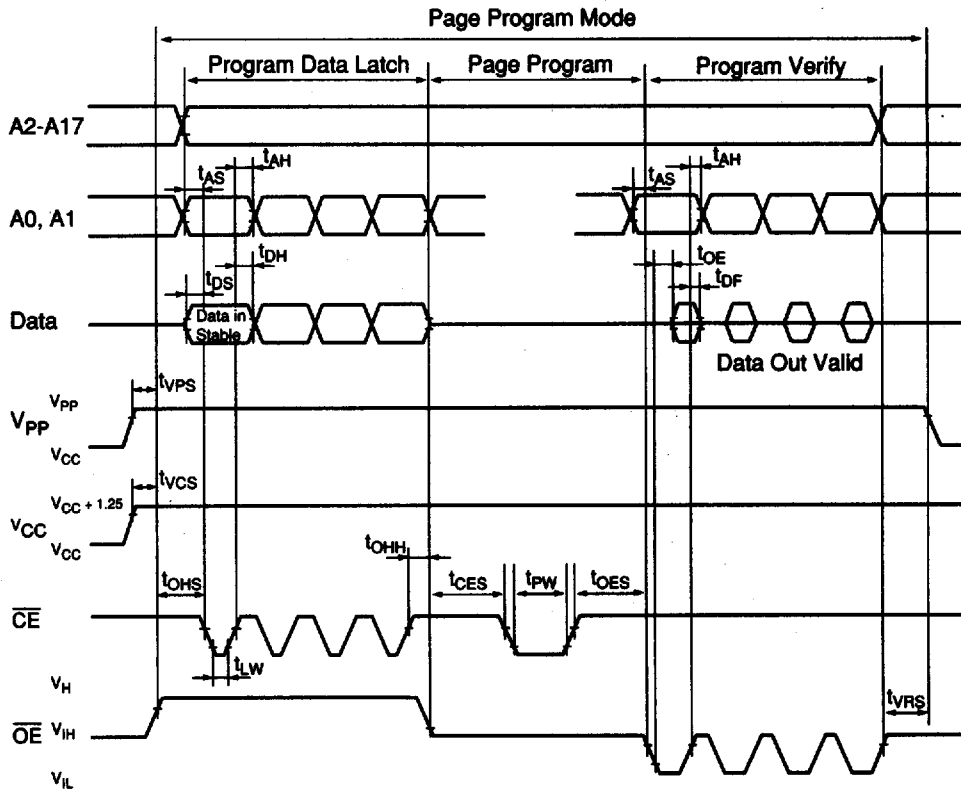 Page Program Mode
Program Data Latch Page Program Program Verify
A2-A17
tAS tAH tAS tAH
A0, A1
tDS tDH tOE tDF
Data
Data in
Stable
Data Out Valid
tVPS
VPP
VPP
VCC
tVCS
VCC + 1.25
VCC
VCC
tOHS tOHH tCES tPW tOES
CE
tLW
VH
OE VIH
tVRS
VIL